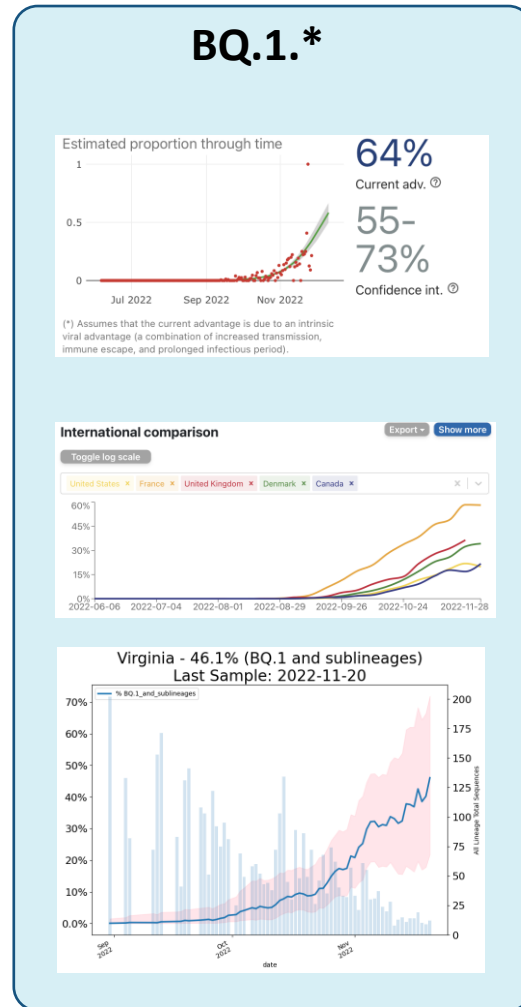 BQ.1.*
Estimated proportion through time
64%
Current adv. ?
55-
73%
Confidence int. ?
1
0.5
0
Jul 2022 Sep 2022 Nov 2022
(*) Assumes that the current advantage is due to an intrinsic
viral advantage (a combination of increased transmission,
immune escape, and prolonged infectious period).
International comparison
Export Show more
Toggle log scale
United States × France × United Kingdom × Denmark × Canada × ×
60%
45%
30%
15%
0%
2022-06-06 2022-07-04 2022-08-01 2022-08-29 2022-09-26 2022-10-24 2022-11-28
Virginia - 46.1% (BQ.1 and sublineages)
Last Sample: 2022-11-20
% BQ.1_and_sublineages
70%
60%
50%
40%
30%
20%
10%
0.0%
200
175
150
125
100
75
50
25
0
All Lineage Total Sequences
Sep
2022
Oct
2022
Nov
2022
date